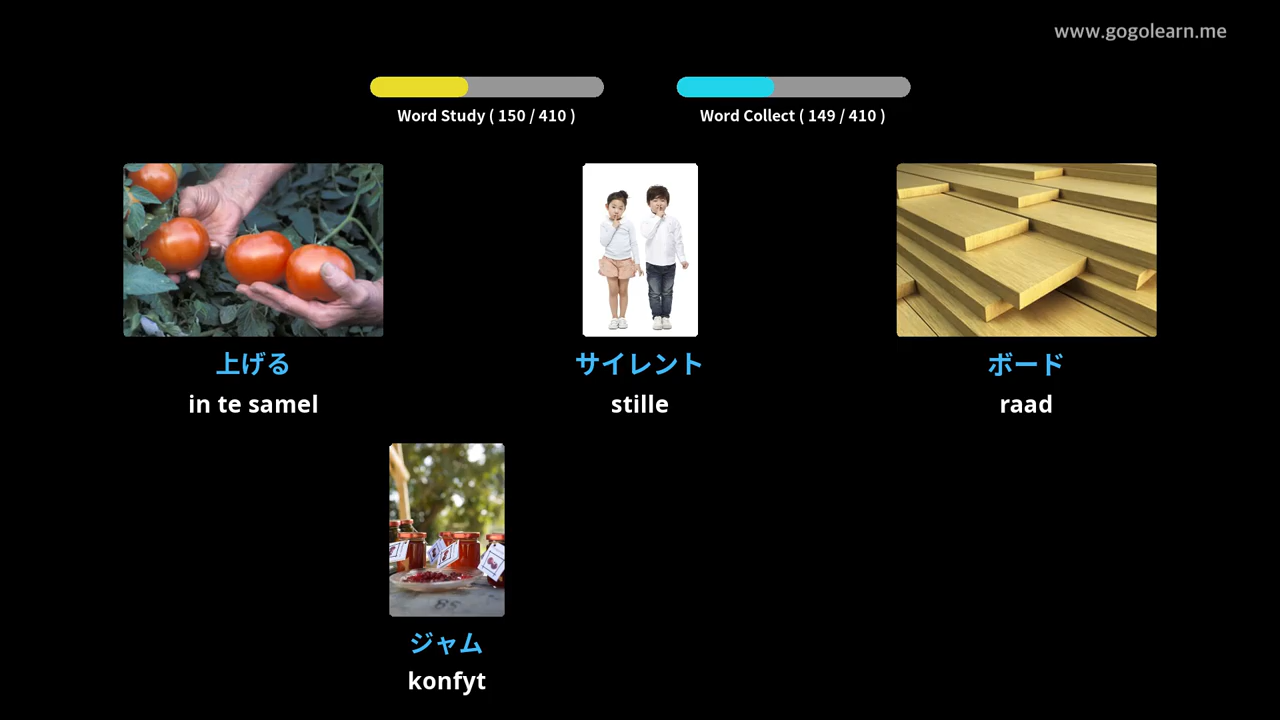 www.gogolearn.me
Word Study ( 150 / 410 )
Word Collect ( 149 / 410 )
上げる
サイレント
ボード
in te samel
stille
raad
85
ジャム
konfyt